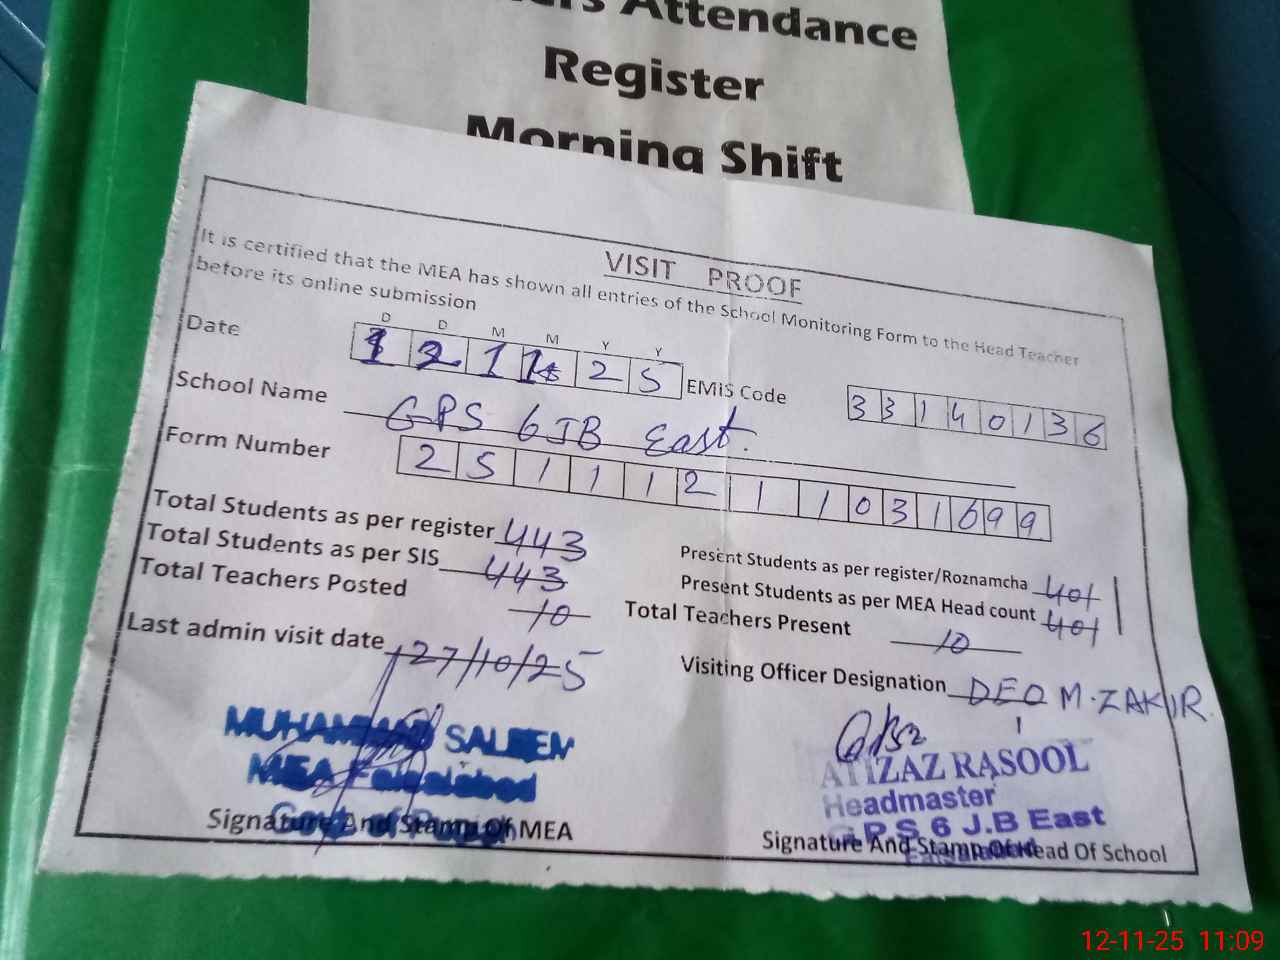 Attendance
Register
Morning Shift
VISIT PROOF
It is certified that the MEA has shown all entries of the School Monitoring Form to the Head Teacher
before its online submission
D D M M Y Y
Date 1 2 1 1 2 5 EMIS Code 3 3 1 4 0 1 3 6
School Name GPS 6JB East.
Form Number 2 5 1 1 1 2 1 1 0 3 1 6 9 9
Total Students as per register 443
Present Students as per register/Roznamcha 401
Total Students as per SIS 443
Present Students as per MEA Head count 401
Total Teachers Posted 10
Total Teachers Present 10
Last admin visit date 27/10/25
Visiting Officer Designation DEO M.ZAKIR.
MUHAMMAD SALEEM
MEA Faisalabad
Signature And Stamp Of MEA
AIZAZ RASOOL
Headmaster
G.P.S. 6 J.B East
Signature And Stamp Of Head Of School
12-11-25 11:09